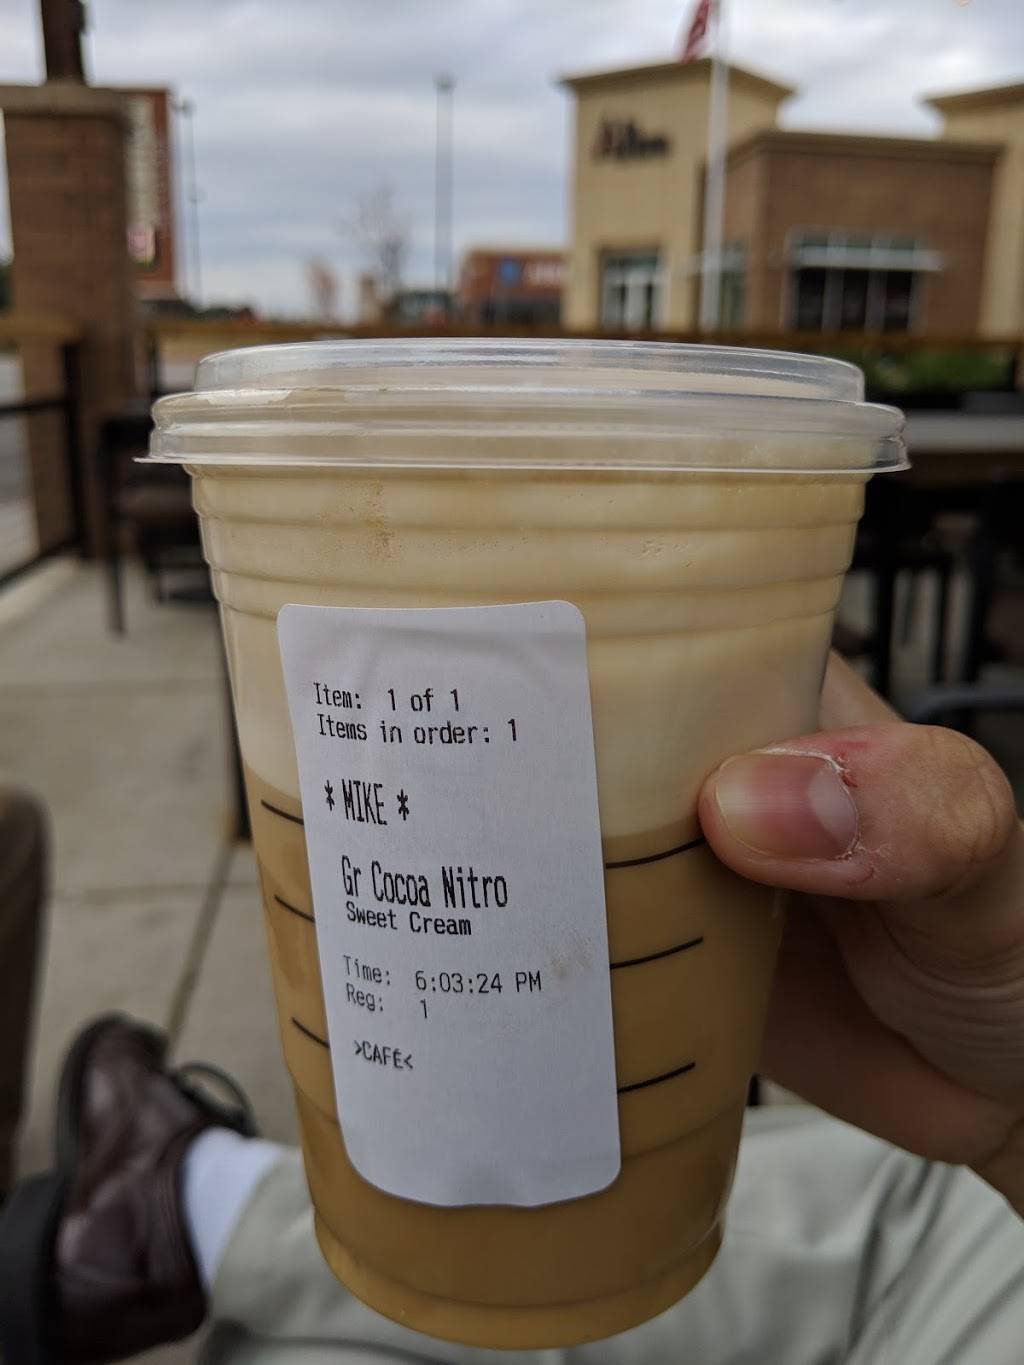 Item: 1 of 1
Items in order: 1
* MIKE *
Gr Cocoa Nitro
Sweet Cream
Time: 6:03:24 PM
Reg: 1
>CAFÉ<